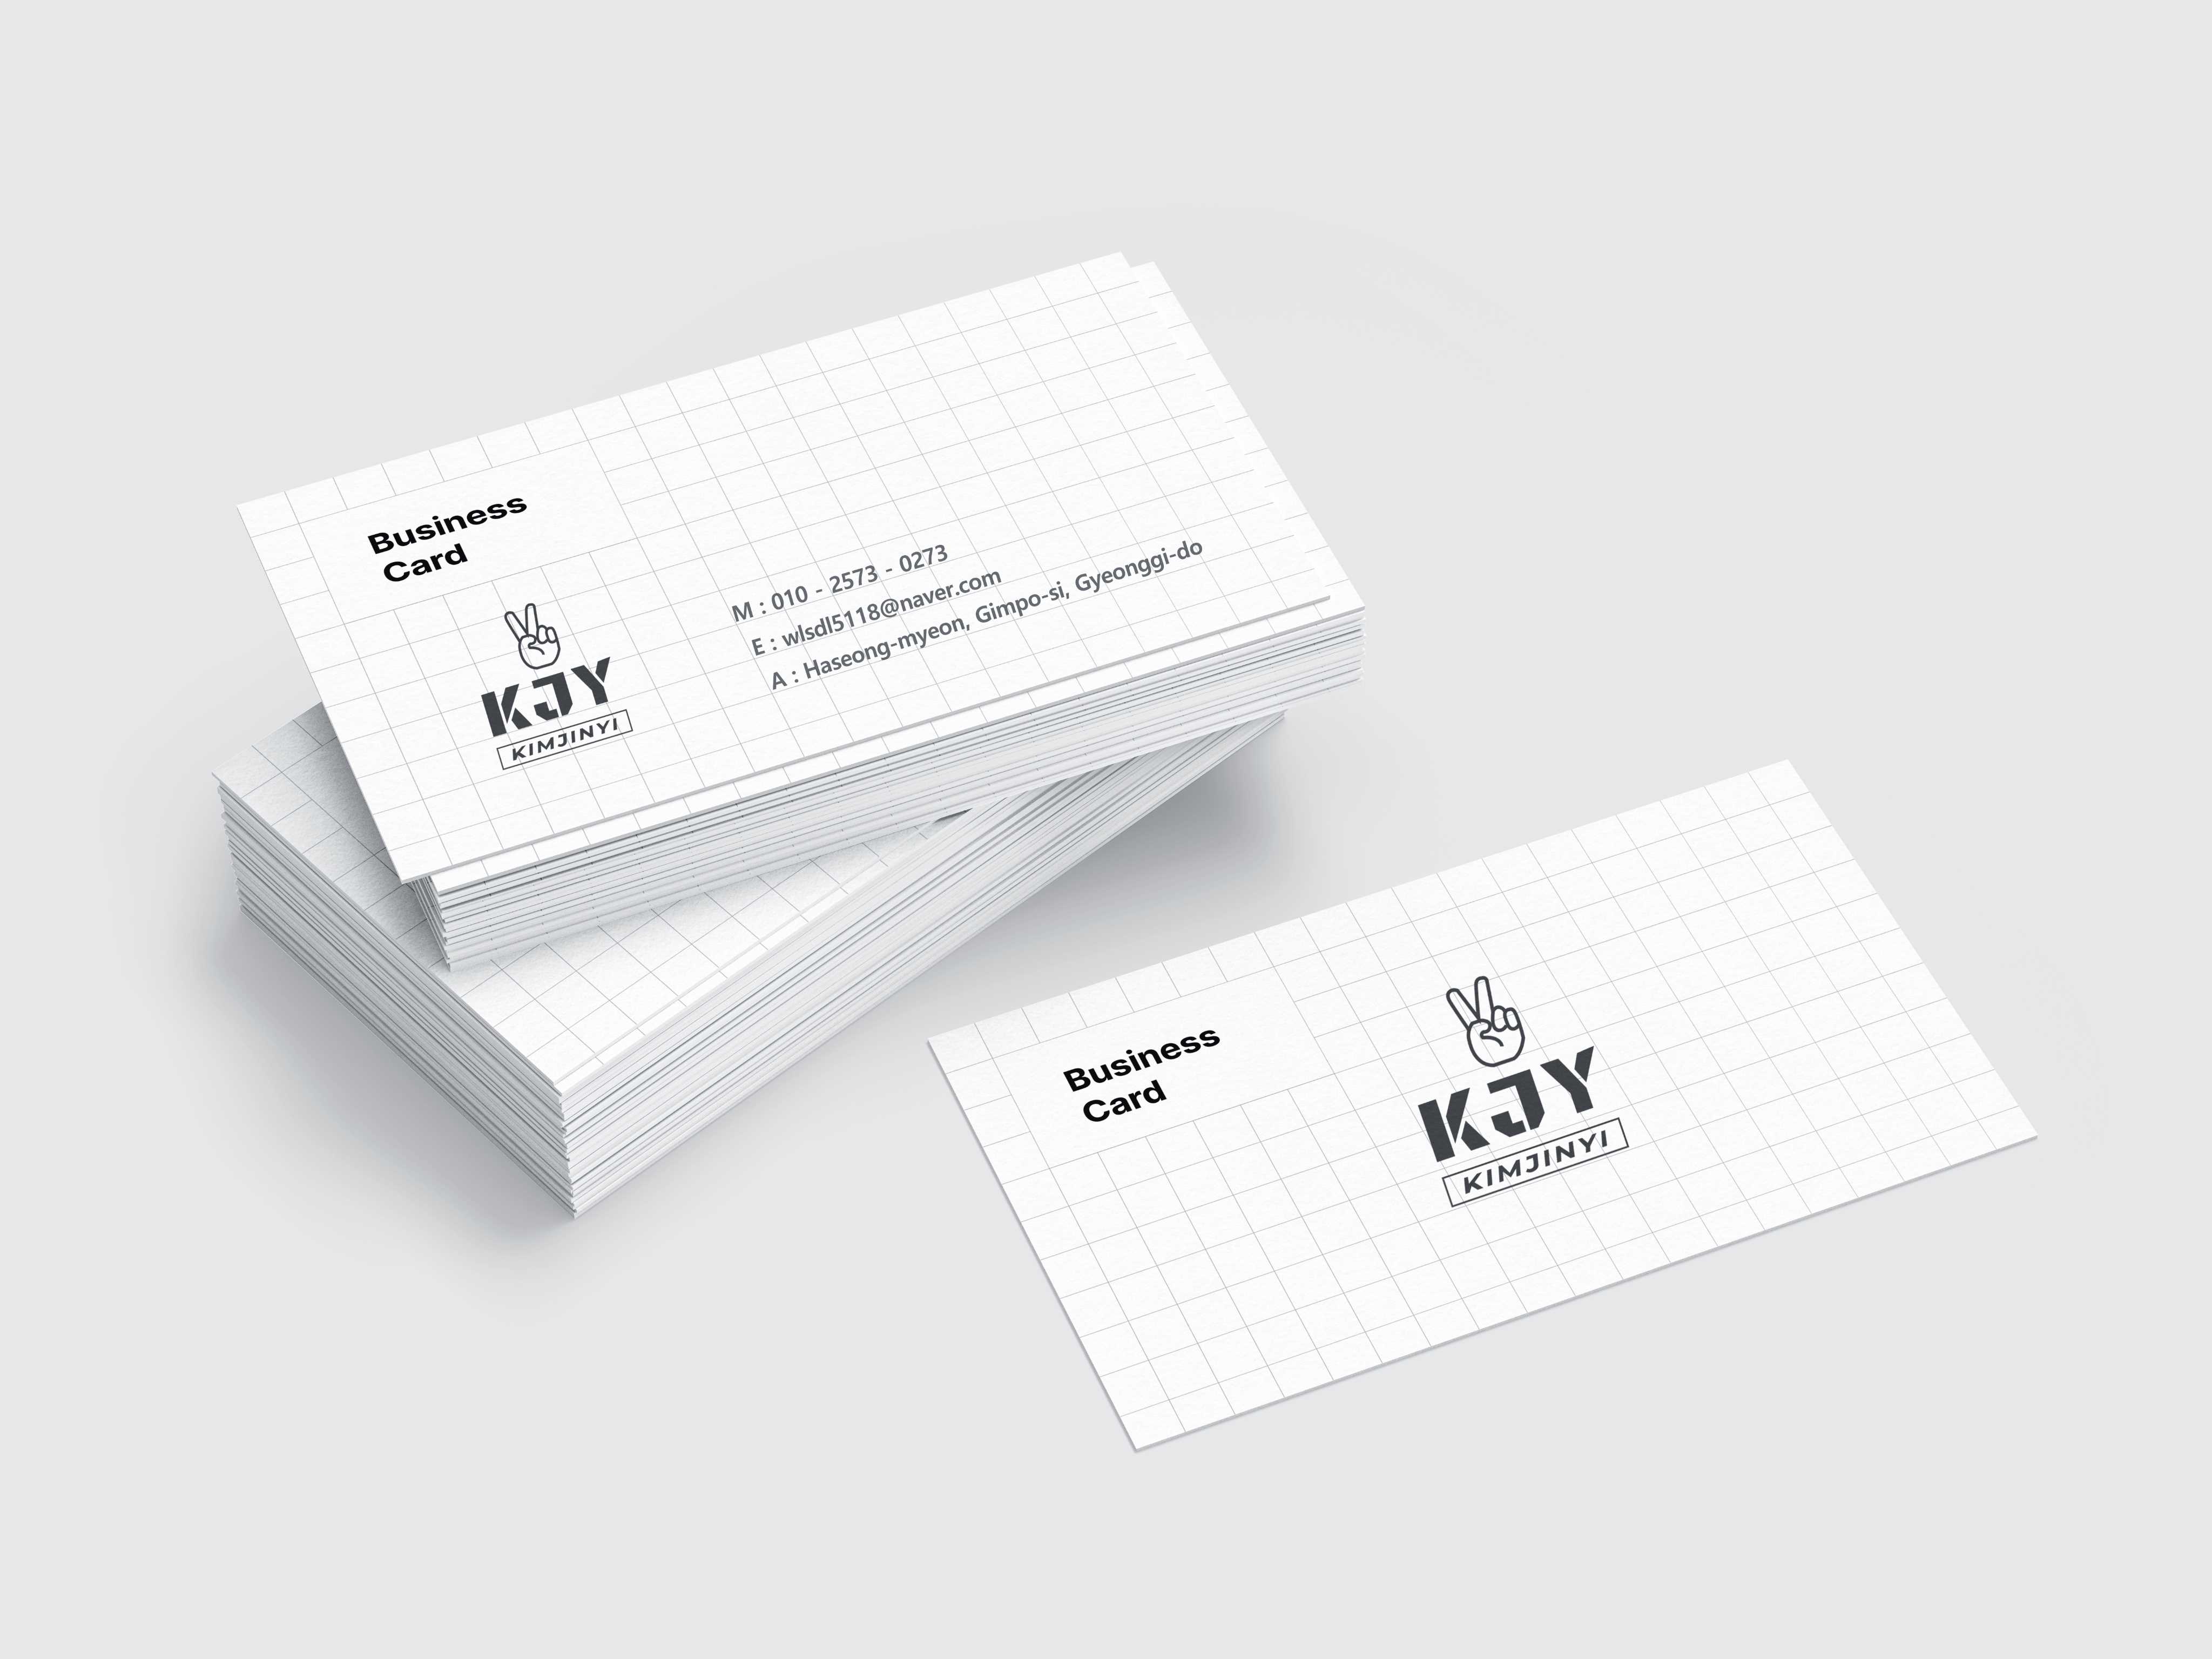 Business
Card
KJY
KIMJINYI
M : 010 - 2573 - 0273
E : wlsdl5118@naver.com
A : Haseong-myeon, Gimpo-si, Gyeonggi-do
Business
Card
KJY
KIMJINYI